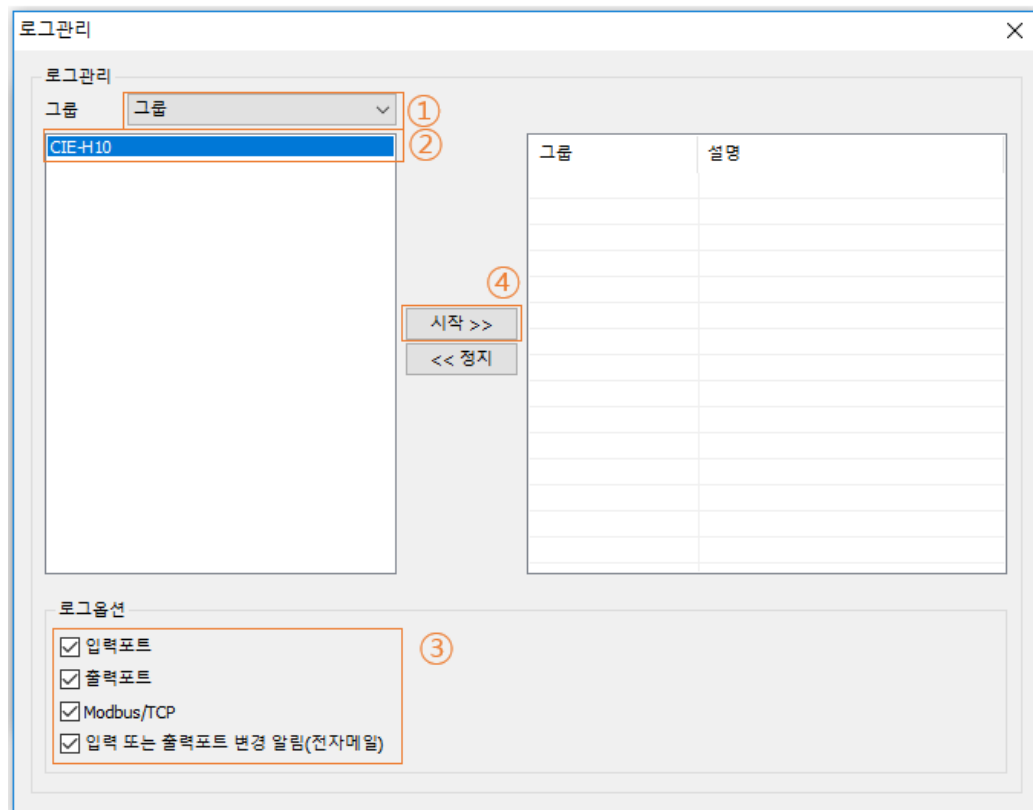 로그관리
로그관리
그룹 그룹 ①
CIE-H10 ②
그룹 설명
④
시작 >>
<< 정지
로그옵션
입력포트 ③
출력포트
Modbus/TCP
입력 또는 출력포트 변경 알림(전자메일)